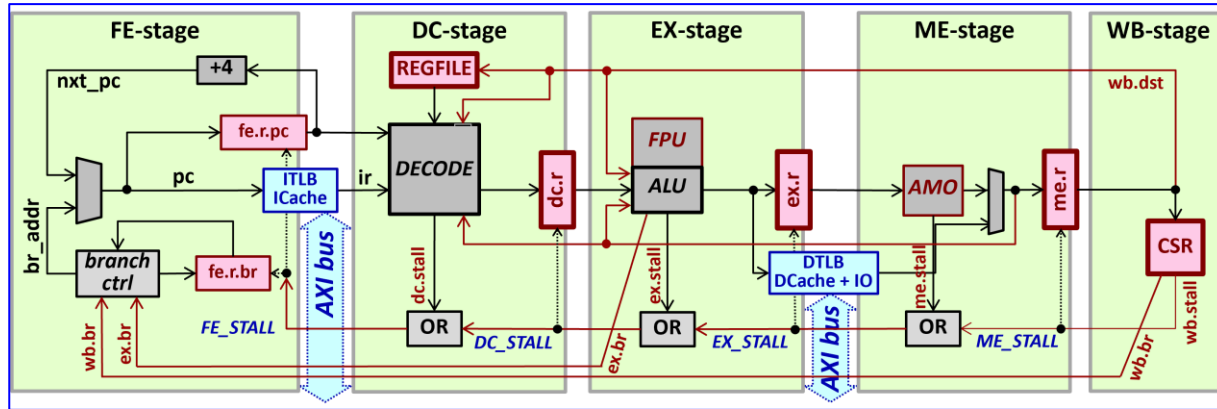 FE-stage
DC-stage
EX-stage
ME-stage
WB-stage
+4
nxt_pc
REGFILE
wb.dst
fe.r.pc
FPU
DECODE
ALU
AMO
dc.r
ex.r
me.r
pc
ITLB
ICache
ir
br_addr
branch
ctrl
fe.r.br
AXI bus
dc.stall
ex.stall
DTLB
DCache + IO
me.stall
CSR
wb.stall
FE_STALL
OR
DC_STALL
OR
EX_STALL
OR
ME_STALL
wb.br
ex.br
ex.br
AXI bus
wb.br